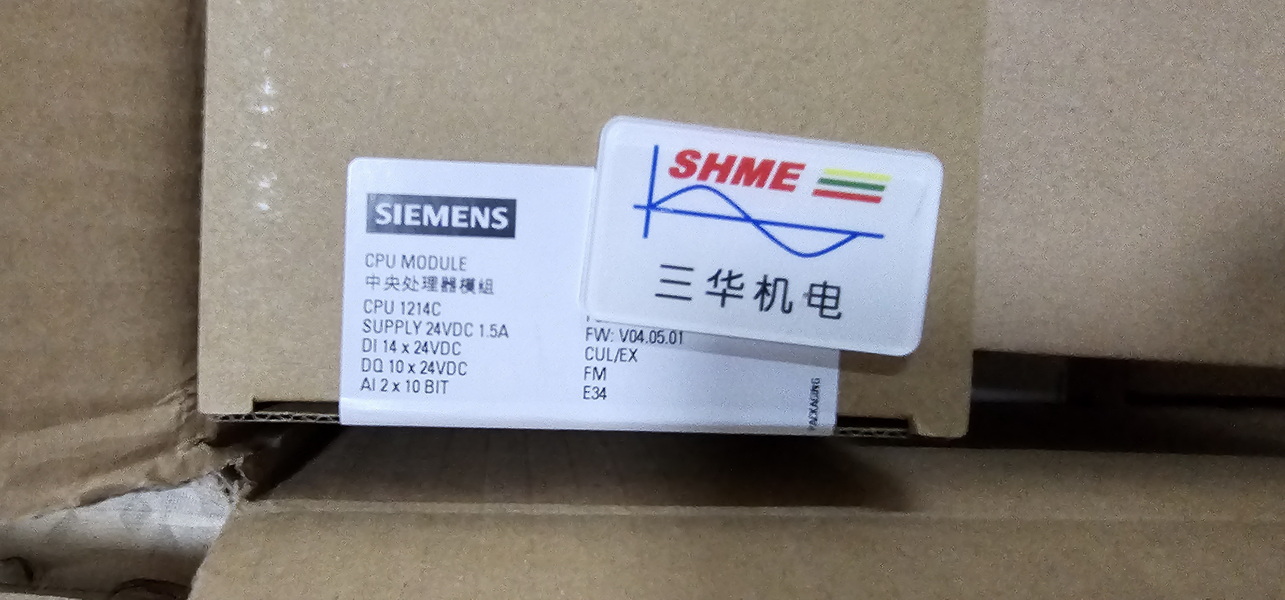 SIEMENS
CPU MODULE
中央处理器模组
CPU 1214C
SUPPLY 24VDC 1.5A
DI 14 x 24VDC
DQ 10 x 24VDC
AI 2 x 10 BIT
FW: V04.05.01
CUL/EX
FM
E34
PACKAGING
SHME
三华机电